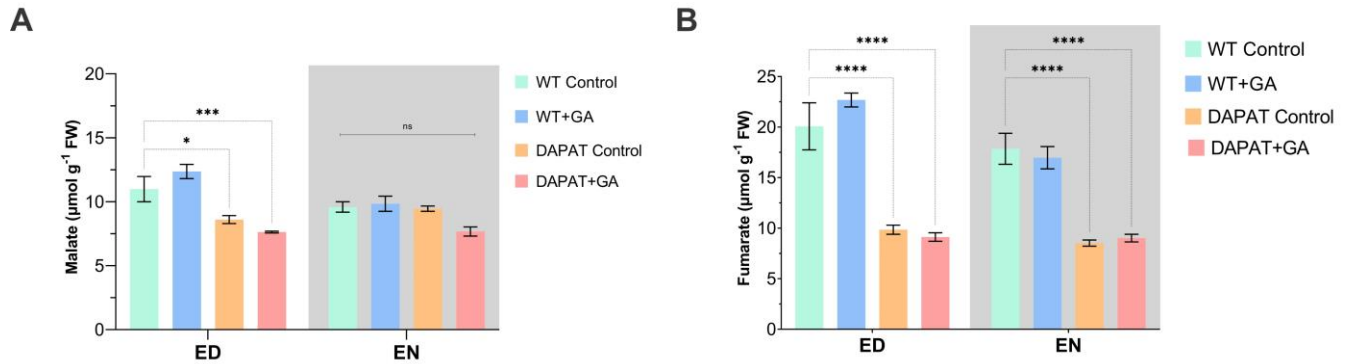 A
Malate (µmol g-1 FW)
20
15
10
5
0
***
*
ns
ED
EN
WT Control
WT+GA
DAPAT Control
DAPAT+GA
B
Fumarate (µmol g-1 FW)
25
20
15
10
5
0
****
****
****
****
ED
EN
WT Control
WT+GA
DAPAT Control
DAPAT+GA